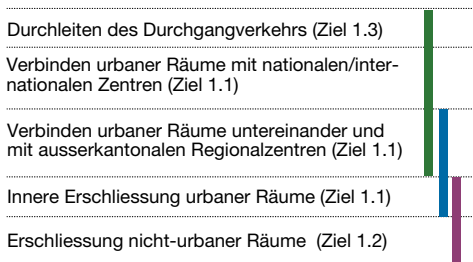 Durchleiten des Durchgangverkehrs (Ziel 1.3)
Verbinden urbaner Räume mit nationalen/inter-
nationalen Zentren (Ziel 1.1)
Verbinden urbaner Räume untereinander und
mit ausserkantonalen Regionalzentren (Ziel 1.1)
Innere Erschliessung urbaner Räume (Ziel 1.1)
Erschliessung nicht-urbaner Räume (Ziel 1.2)